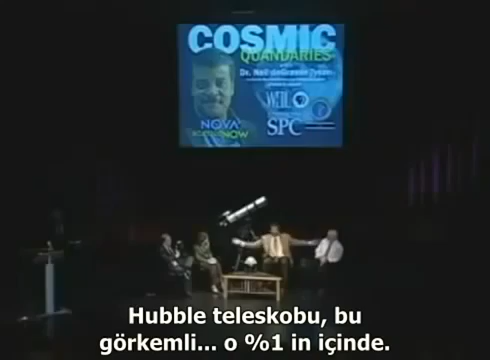 COSMIC
QUANDARIES
Dr. Neil deGrasse Tyson
NOVA
NOW
SPC
Hubble teleskobu, bu
görkemli... o %1 in içinde.